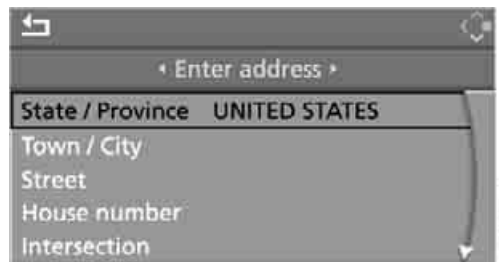 Enter address
State / Province UNITED STATES
Town / City
Street
House number
Intersection